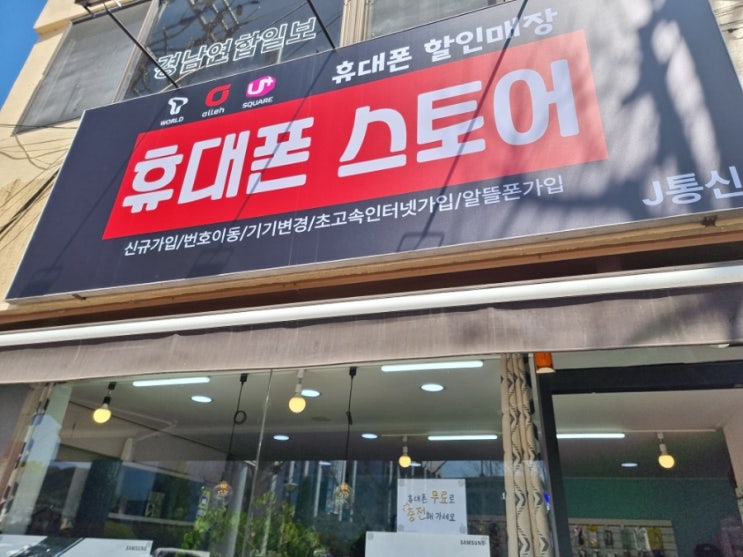 경남연합일보
휴대폰 할인매장
T WORLD
olleh
U+ SQUARE
휴대폰 스토어
J통신
신규가입/번호이동/기기변경/초고속인터넷가입/알뜰폰가입
휴대폰 무료로
충전해 가세요
SAMSUNG
SAMSUNG